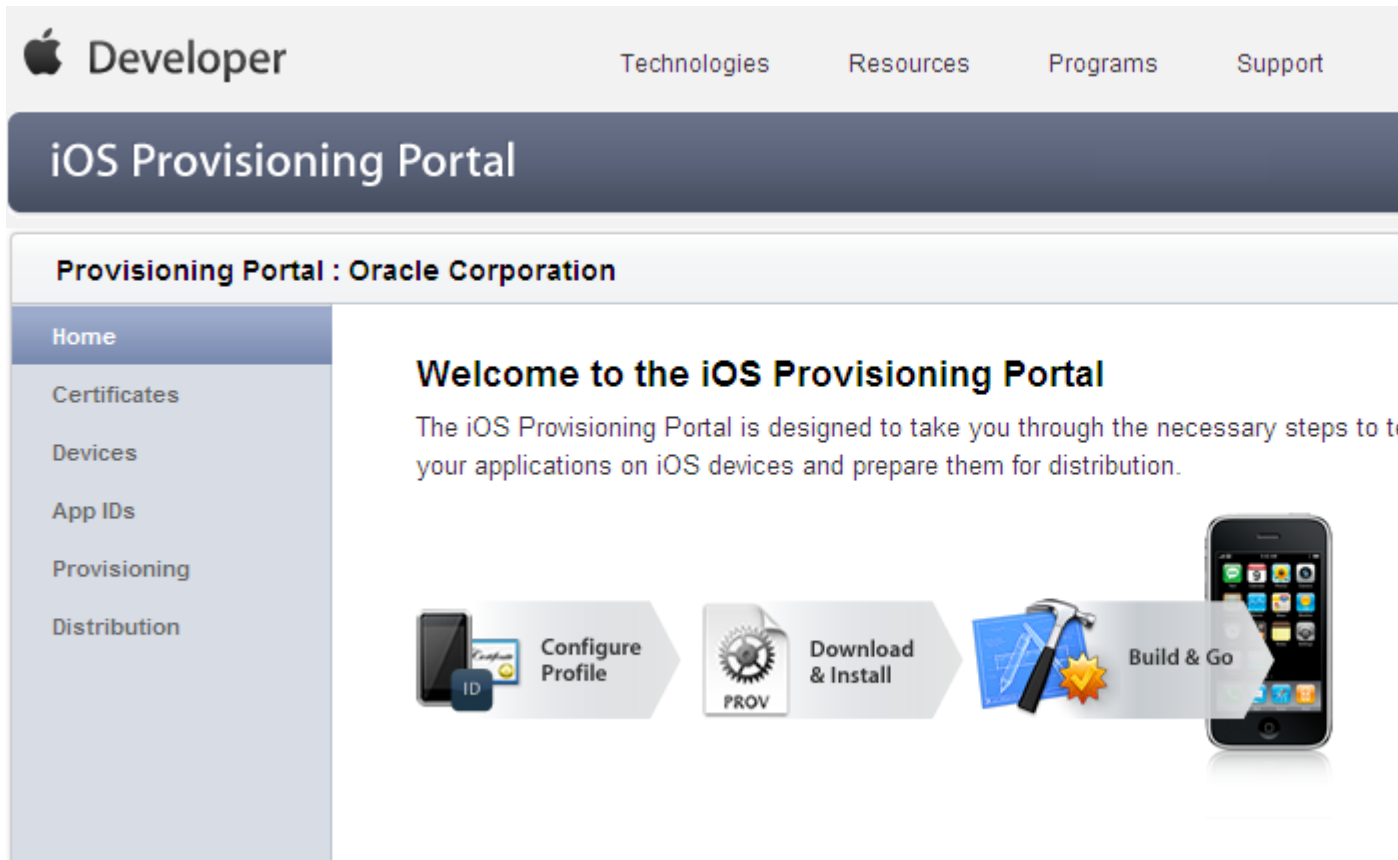 Developer
Technologies Resources Programs Support
iOS Provisioning Portal
Provisioning Portal : Oracle Corporation
Home
Certificates
Devices
App IDs
Provisioning
Distribution
Welcome to the iOS Provisioning Portal
The iOS Provisioning Portal is designed to take you through the necessary steps to
your applications on iOS devices and prepare them for distribution.
ID
Configure
Profile
PROV
Download
& Install
Build & Go